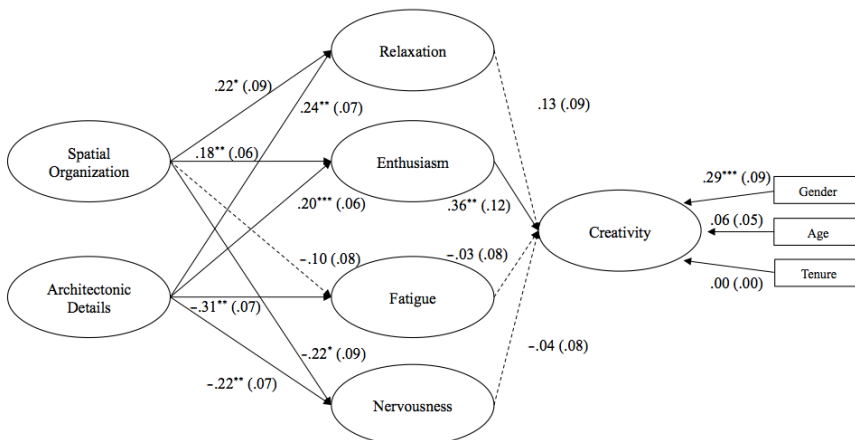 Relaxation
.22* (.09)
.24** (.07)
.13 (.09)
Spatial
Organization
.18** (.06)
Enthusiasm
.29*** (.09)
Gender
.20*** (.06)
.36** (.12)
.06 (.05)
Creativity
Age
-.10 (.08)
-.03 (.08)
Tenure
.00 (.00)
Architectonic
Details
-.31** (.07)
Fatigue
-.22* (.09)
-.04 (.08)
-.22** (.07)
Nervousness